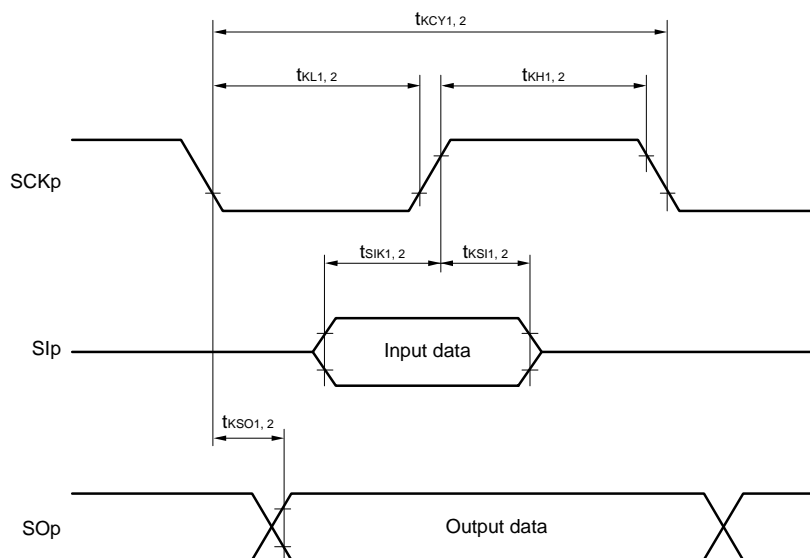 tKCY1, 2
tKL1, 2
tKH1, 2
SCKp
tSIK1, 2
tKSI1, 2
SIp
Input data
tKSO1, 2
SOp
Output data